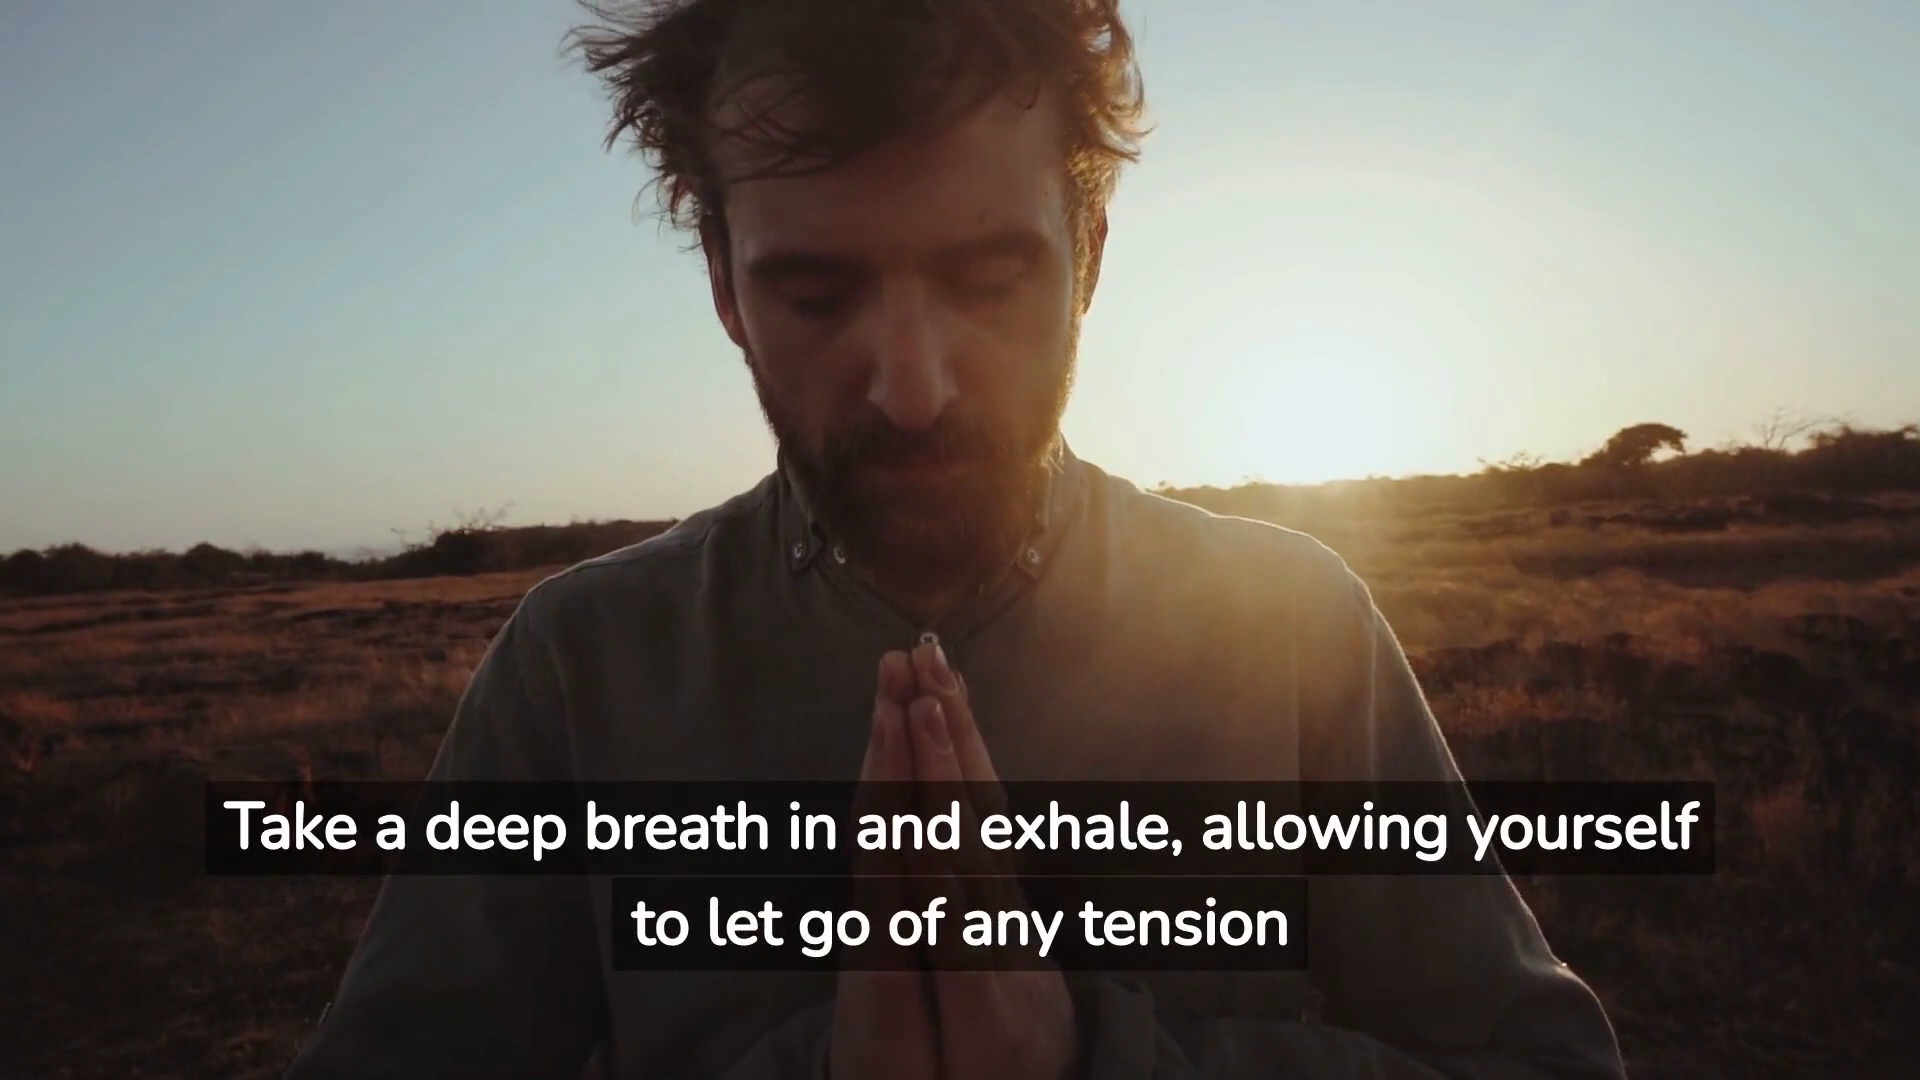 Take a deep breath in and exhale, allowing yourself
to let go of any tension